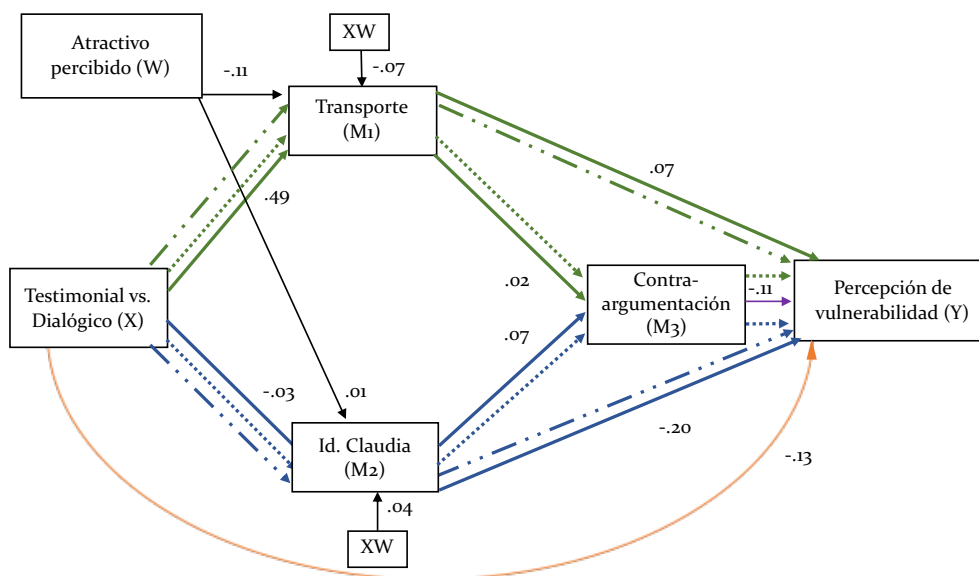 XW
Atractivo
percibido (W)
-.11
-.07
Transporte
(M1)
.07
.49
Testimonial vs.
Dialógico (X)
.02
Contra-
argumentación
(M3)
-.11
Percepción de
vulnerabilidad (Y)
.07
-.03
.01
Id. Claudia
(M2)
-.20
-.13
.04
XW